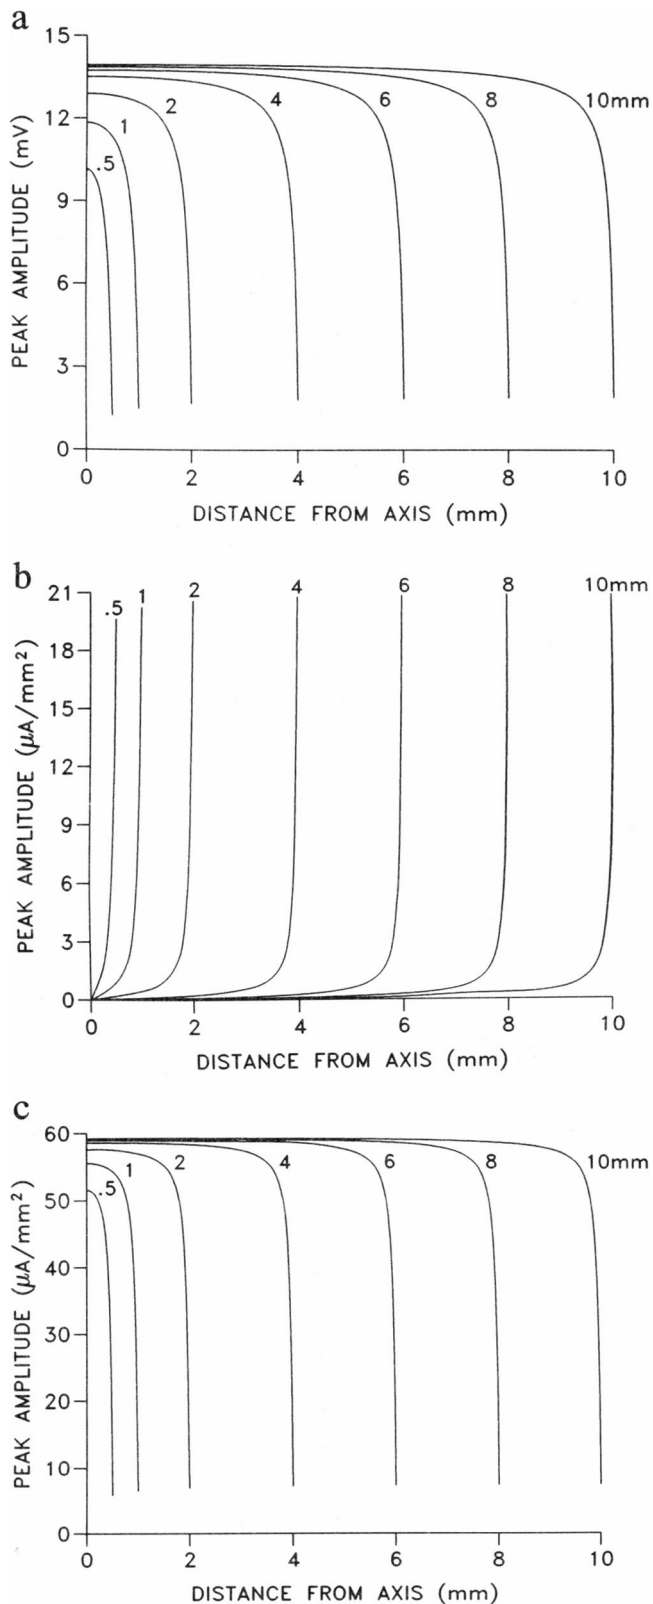 a
15
12
9
6
3
0
PEAK AMPLITUDE (mV)
.5
1
2
4
6
8
10mm
0 2 4 6 8 10
DISTANCE FROM AXIS (mm)
b
21
18
15
12
9
6
3
0
PEAK AMPLITUDE (μA/mm²)
.5 1 2 4 6 8 10mm
0 2 4 6 8 10
DISTANCE FROM AXIS (mm)
c
60
50
40
30
20
10
0
PEAK AMPLITUDE (μA/mm²)
.5 1 2 4 6 8 10mm
0 2 4 6 8 10
DISTANCE FROM AXIS (mm)